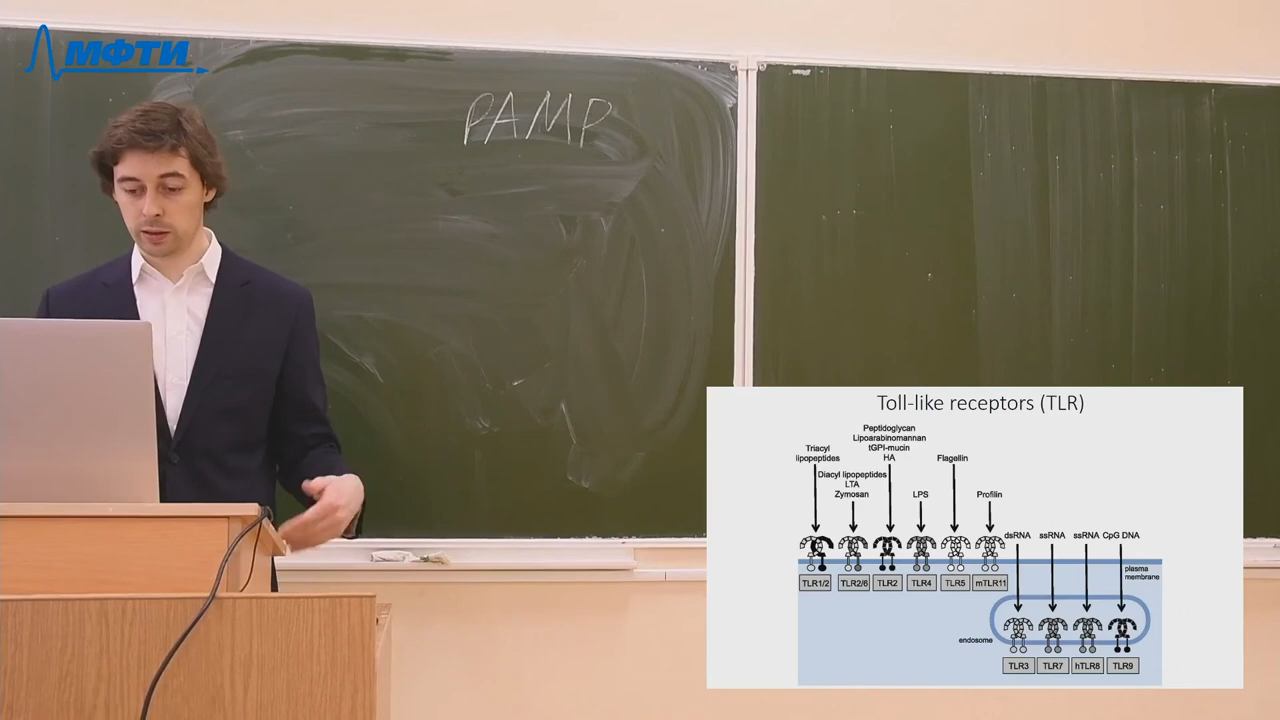 МФТИ
PAMP
Toll-like receptors (TLR)
Triacyl
lipopeptides
Diacyl lipopeptides
LTA
Zymosan
Peptidoglycan
Lipoarabinomannan
tGPI-mucin
HA
LPS
Flagellin
Profilin
dsRNA
ssRNA
ssRNA
CpG DNA
plasma
membrane
TLR1/2
TLR2/6
TLR2
TLR4
TLR5
mTLR11
endosome
TLR3
TLR7
hTLR8
TLR9